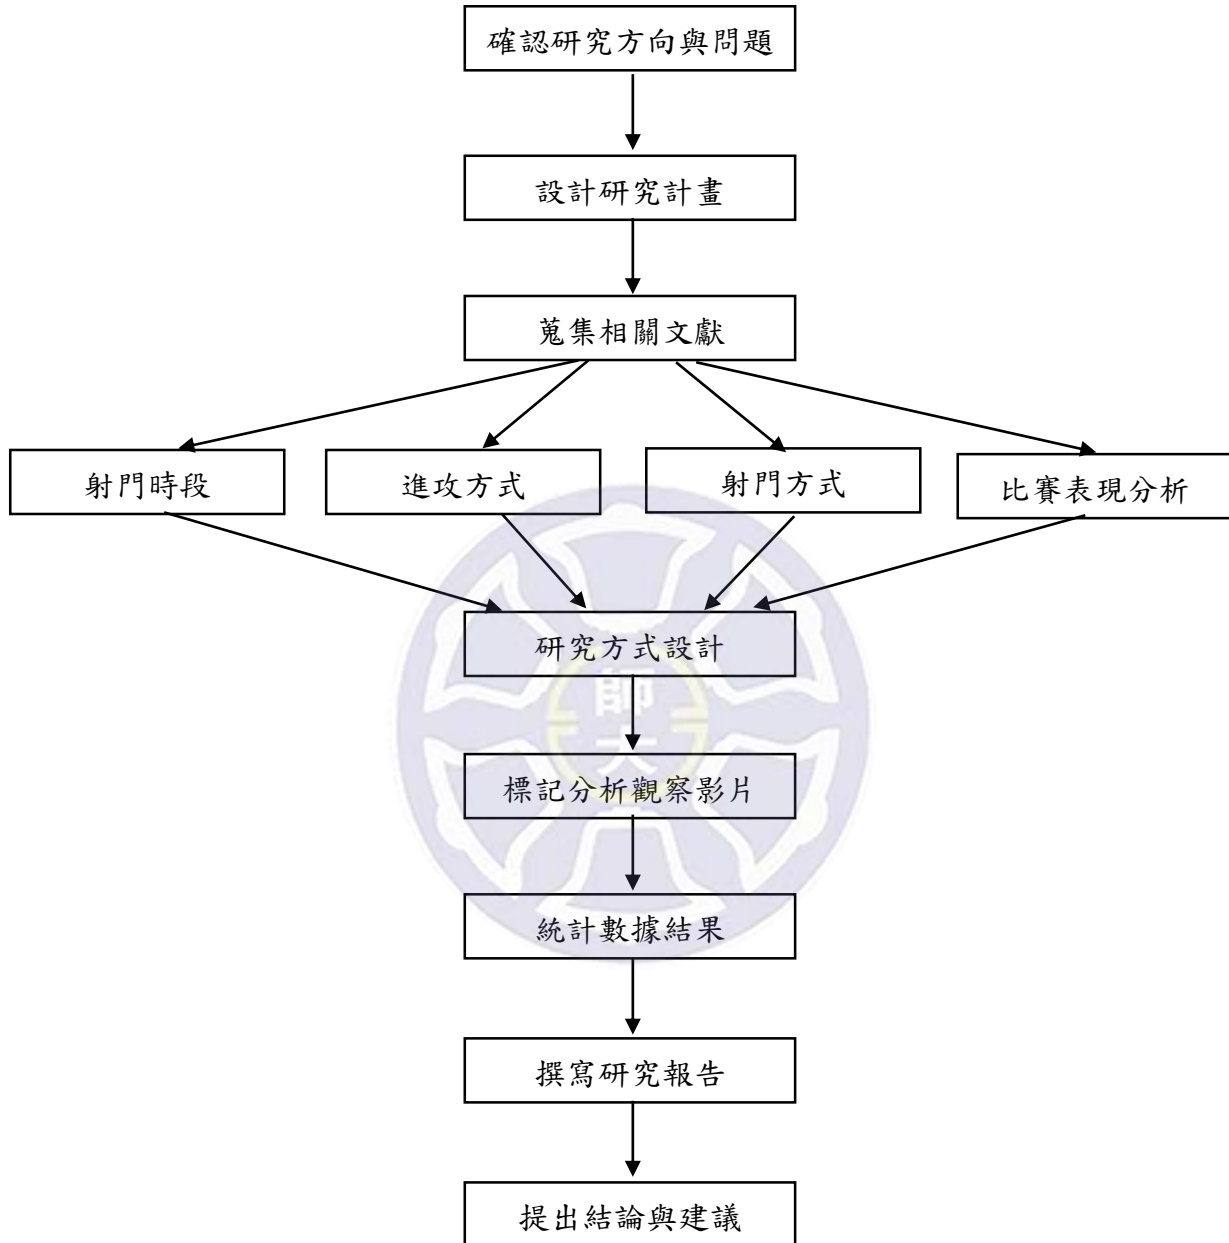 確認研究方向與問題
設計研究計畫
蒐集相關文獻
射門時段
進攻方式
射門方式
比賽表現分析
研究方式設計
師大
標記分析觀察影片
統計數據結果
撰寫研究報告
提出結論與建議